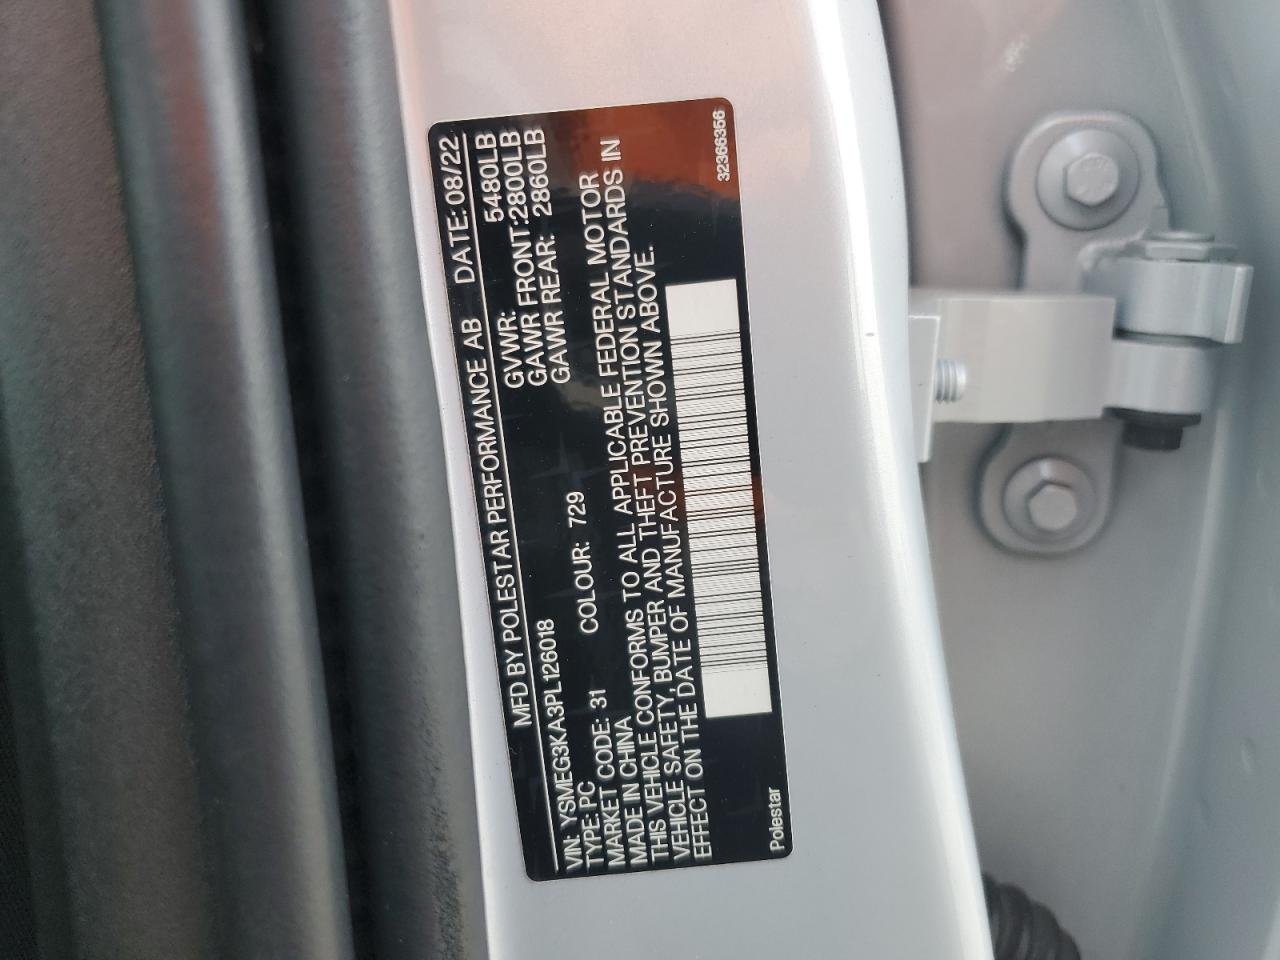 MFD BY POLESTAR PERFORMANCE AB DATE: 08/22
VIN: YSMEG3KA3PL126018 GVWR: 5480LB
TYPE: PC GAWR FRONT:2800LB
MARKET CODE: 31 COLOUR: 729 GAWR REAR: 2860LB
MADE IN CHINA
THIS VEHICLE CONFORMS TO ALL APPLICABLE FEDERAL MOTOR
VEHICLE SAFETY, BUMPER AND THEFT PREVENTION STANDARDS IN
EFFECT ON THE DATE OF MANUFACTURE SHOWN ABOVE.
Polestar 32366356